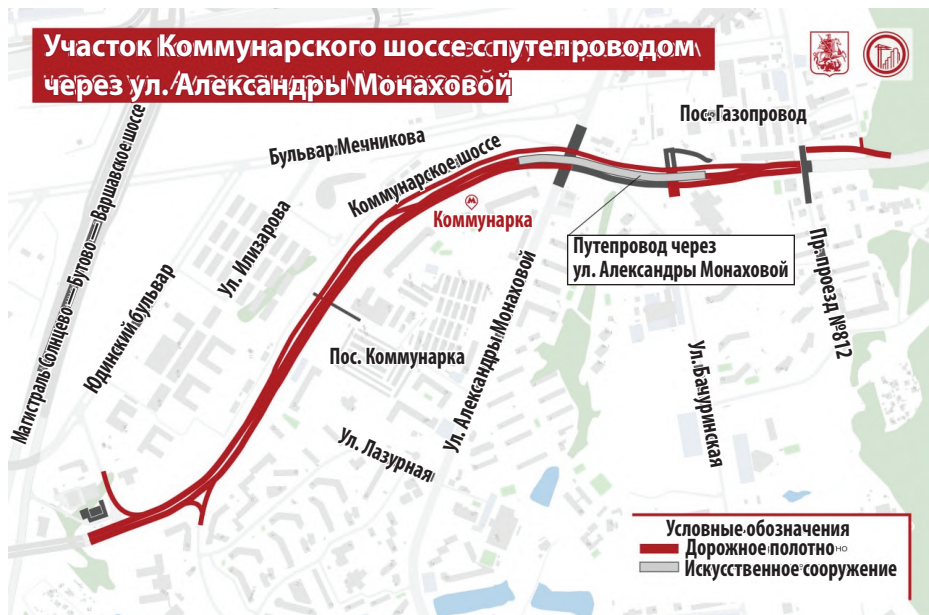 Участок Коммунарского шоссе с путепроводом
через ул. Александры Монаховой
Пос. Газопровод
Бульвар Мечникова
Коммунарское шоссе
Коммунарка
Ул. Илизарова
Магистраль Солнцево — Бутово — Варшавское шоссе
Юдинский бульвар
Путепровод через
ул. Александры Монаховой
Пр. проезд №812
Пос. Коммунарка
Ул. Александры Монаховой
Ул. Бачуринская
Ул. Лазурная
Условные обозначения
Дорожное полотно
Искусственное сооружение